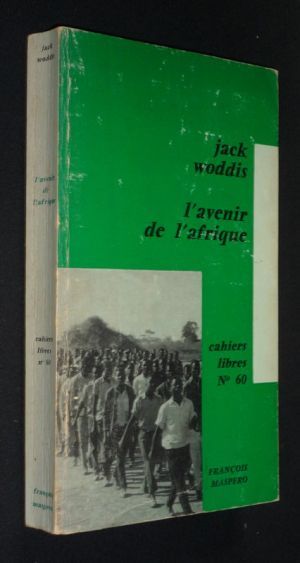 jack
woddis
l'avenir
de
l'afrique
cahiers
libres
n° 60
françois
maspero
jack
woddis
l'avenir
de l'afrique
cahiers
libres
N° 60
FRANÇOIS
MASPERO